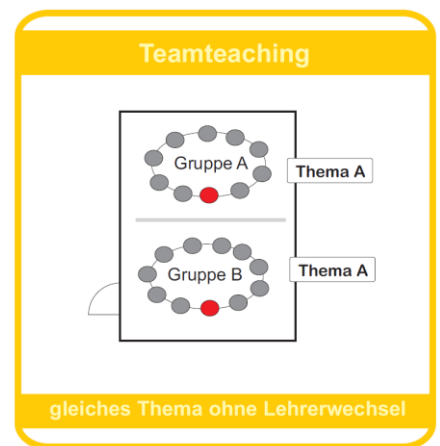 Teamteaching
Gruppe A
Thema A
Gruppe B
Thema A
gleiches Thema ohne Lehrerwechsel